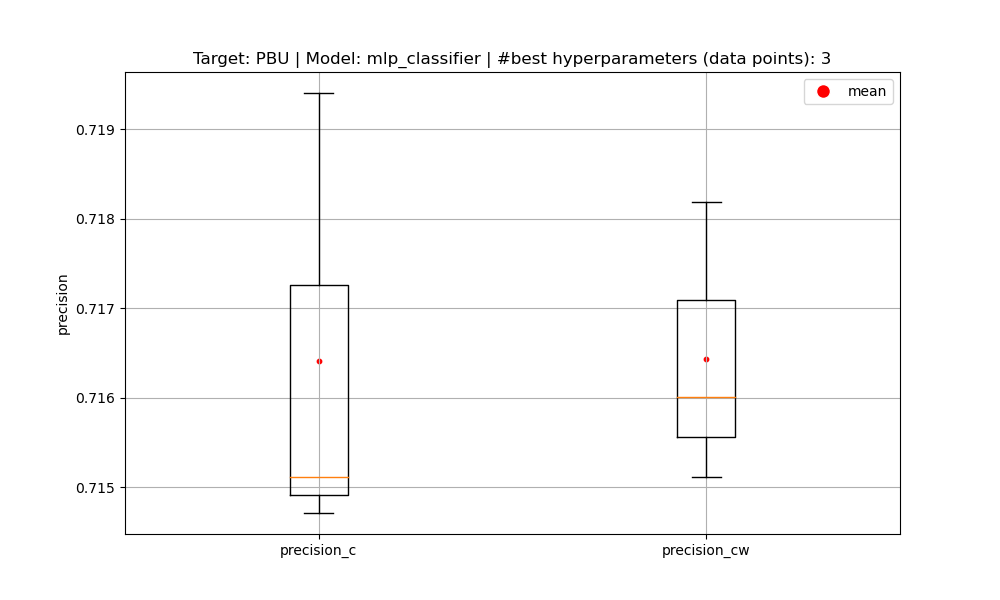 Target: PBU | Model: mlp_classifier | #best hyperparameters (data points): 3
mean
0.719
0.718
0.717
0.716
0.715
precision
precision_c
precision_cw